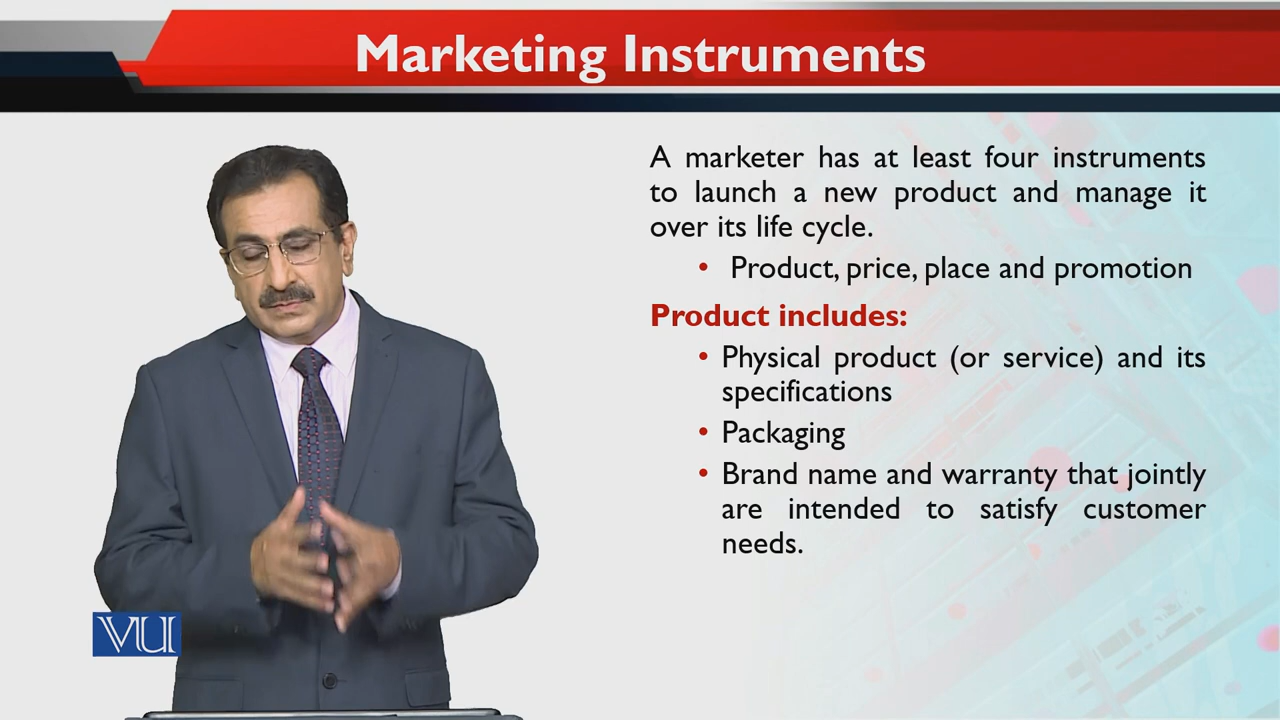 Marketing Instruments
A marketer has at least four instruments
to launch a new product and manage it
over its life cycle.
• Product, price, place and promotion
Product includes:
• Physical product (or service) and its
specifications
• Packaging
• Brand name and warranty that jointly
are intended to satisfy customer
needs.
VU